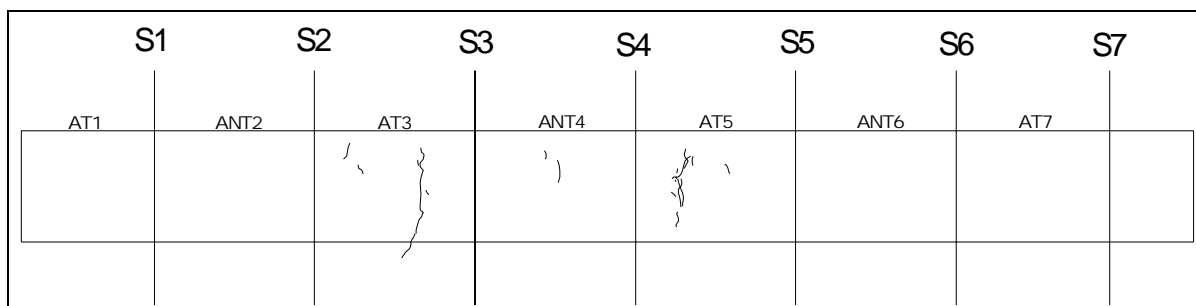 S1 S2 S3 S4 S5 S6 S7
AT1 ANT2 AT3 ANT4 AT5 ANT6 AT7